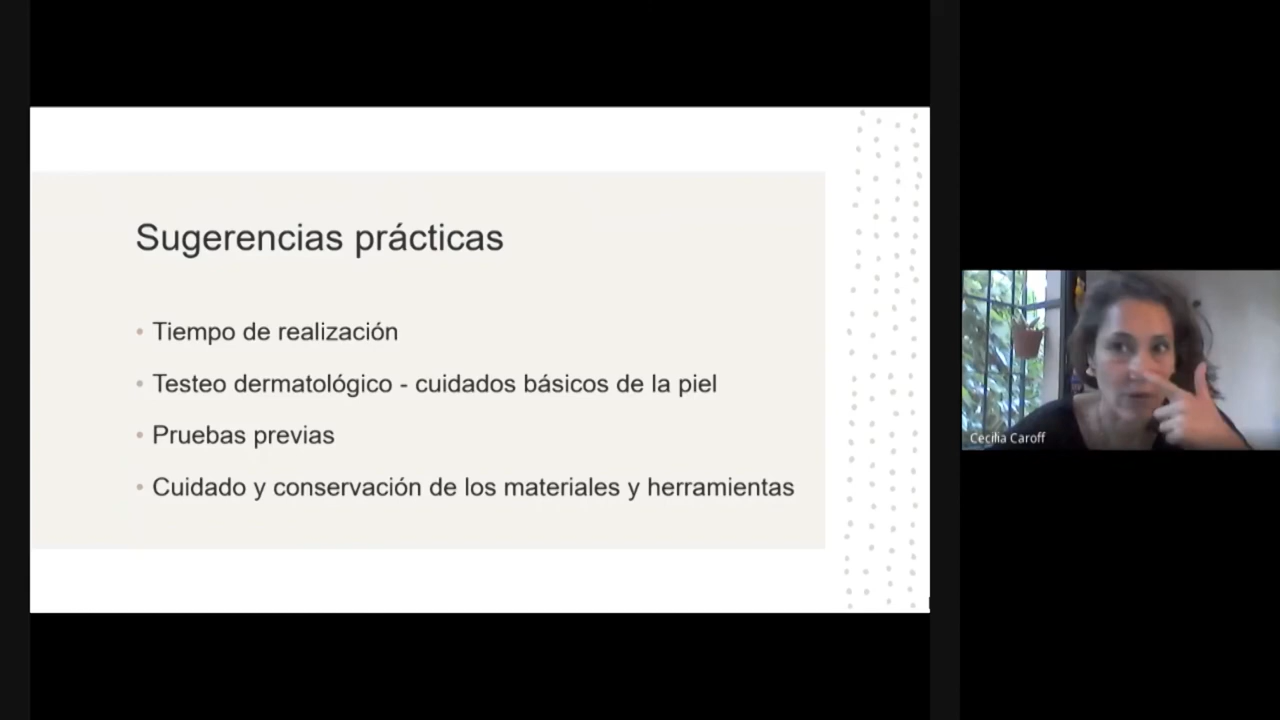 Sugerencias prácticas
• Tiempo de realización
• Testeo dermatológico - cuidados básicos de la piel
• Pruebas previas
• Cuidado y conservación de los materiales y herramientas
Cecilia Caroff